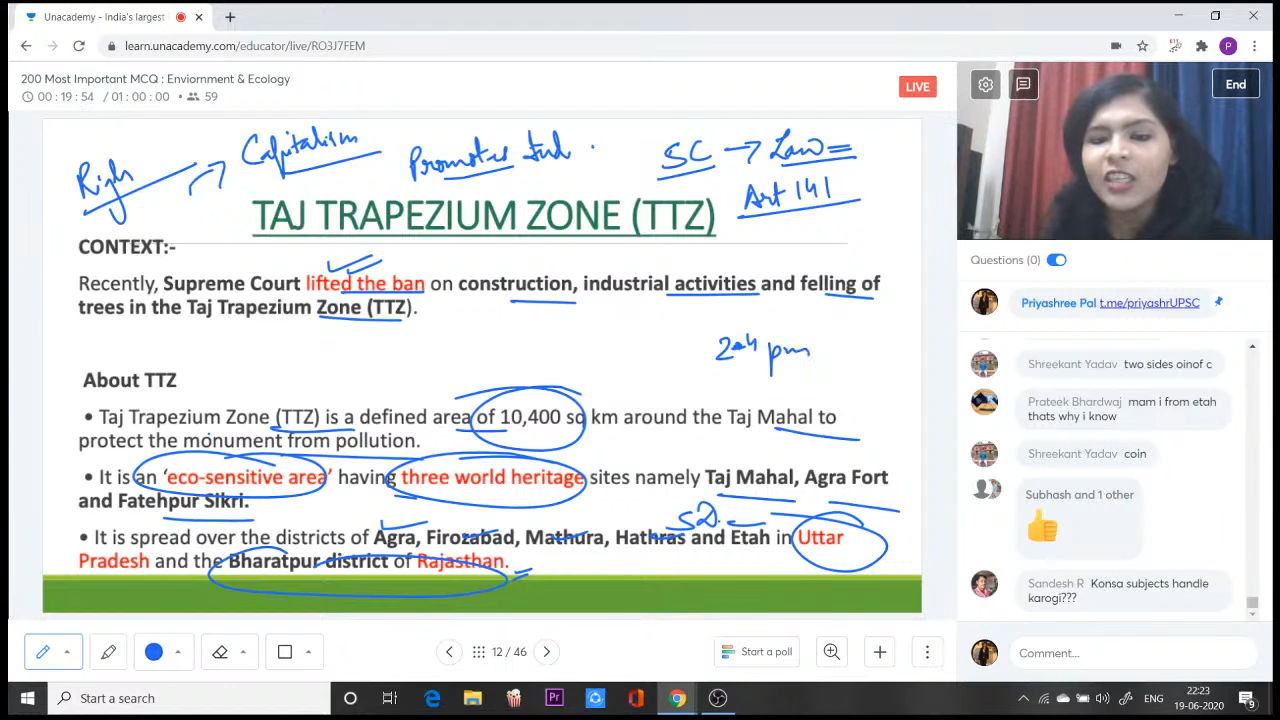 Unacademy - India's largest
learn.unacademy.com/educator/live/RO3J7FEM
200 Most Important MCQ : Enviornment & Ecology
00 : 19 : 54 / 01 : 00 : 00 • 59
LIVE
End
Capitalism
Promotes Ind
SC → Law =
Art 141
TAJ TRAPEZIUM ZONE (TTZ)
CONTEXT:-
Recently, Supreme Court lifted the ban on construction, industrial activities and felling of
trees in the Taj Trapezium Zone (TTZ).
2-4 pm
About TTZ
• Taj Trapezium Zone (TTZ) is a defined area of 10,400 sq km around the Taj Mahal to
protect the monument from pollution.
• It is an ‘eco-sensitive area’ having three world heritage sites namely Taj Mahal, Agra Fort
and Fatehpur Sikri.
• It is spread over the districts of Agra, Firozabad, Mathura, Hathras and Etah in Uttar
Pradesh and the Bharatpur district of Rajasthan.
Questions (0)
Priyashree Pal t.me/priyashrUPSC
Shreekant Yadav two sides oinof c
Prateek Bhardwaj mam i from etah
thats why i know
Shreekant Yadav coin
Subhash and 1 other
Sandesh R Konsa subjects handle
karogi???
12 / 46
Start a poll
Comment...
Start a search
Pr
ENG
22:23
19-06-2020